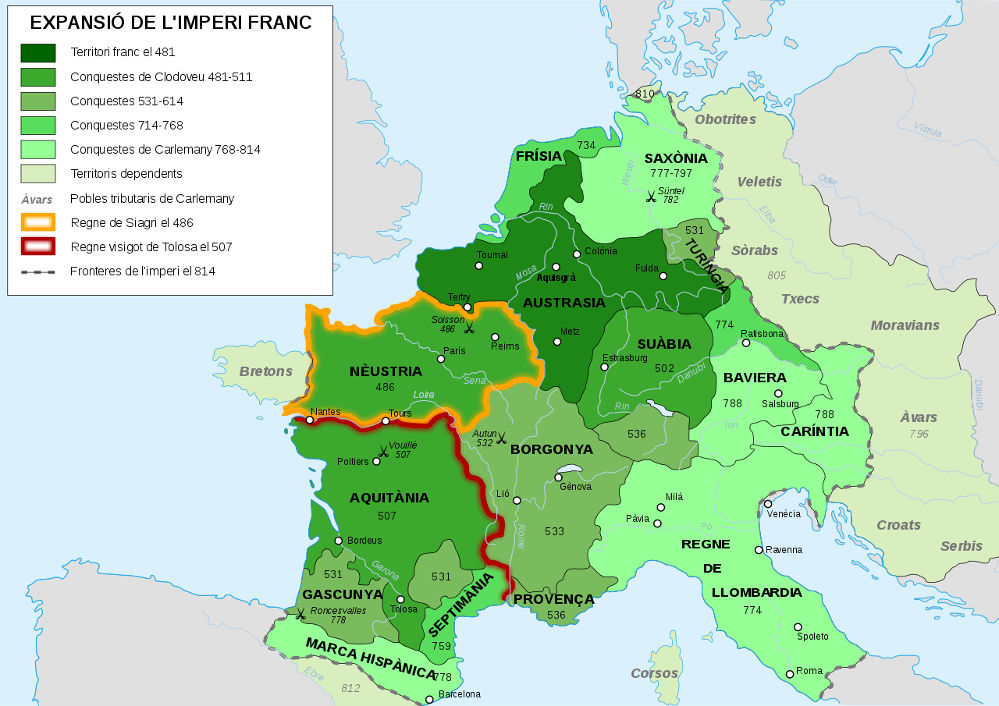 EXPANSIÓ DE L'IMPERI FRANC
Territori franc el 481
Conquestes de Clodoveu 481-511
Conquestes 531-614
Conquestes 714-768
Conquestes de Carlemany 768-814
Territoris dependents
Àvars Pobles tributaris de Carlemany
Regne de Siagri el 486
Regne visigot de Tolosa el 507
Fronteres de l'imperi el 814
810
Obotrites
Vístula
734
FRÍSIA
SAXÒNIA
777-797
Weser
Oder
Veletis
Süntel
782
Elba
Rin
531
TURÍNGIA
Sòrabs
805
Tournai
Colònia
Mosa
Aquisgrà
Fulda
Txecs
Tertry
AUSTRASIA
Soisson
486
Reims
Metz
774
Ratisbona
Moravians
París
SUÀBIA
502
Estrasburg
Danubi
Bretons
NÈUSTRIA
486
Sena
Loira
BAVIERA
788
Salsburg
Danubi
Nantes
Tours
Rin
Inn
788
CARÍNTIA
Àvars
796
Autun
532
536
BORGONYA
Vouillé
507
Poitiers
Gènova
Lió
AQUITÀNIA
507
Milà
Pàvia
Venècia
Roine
533
Po
Croats
Serbis
Bordeus
REGNE
DE
LLOMBARDIA
774
Ravenna
Garona
531
531
GASCUNYA
Roncesvalles
778
Tolosa
SEPTIMÀNIA
759
PROVENÇA
536
Spoleto
MARCA HISPÀNICA
778
Roma
Corsos
Ebre
812
Barcelona